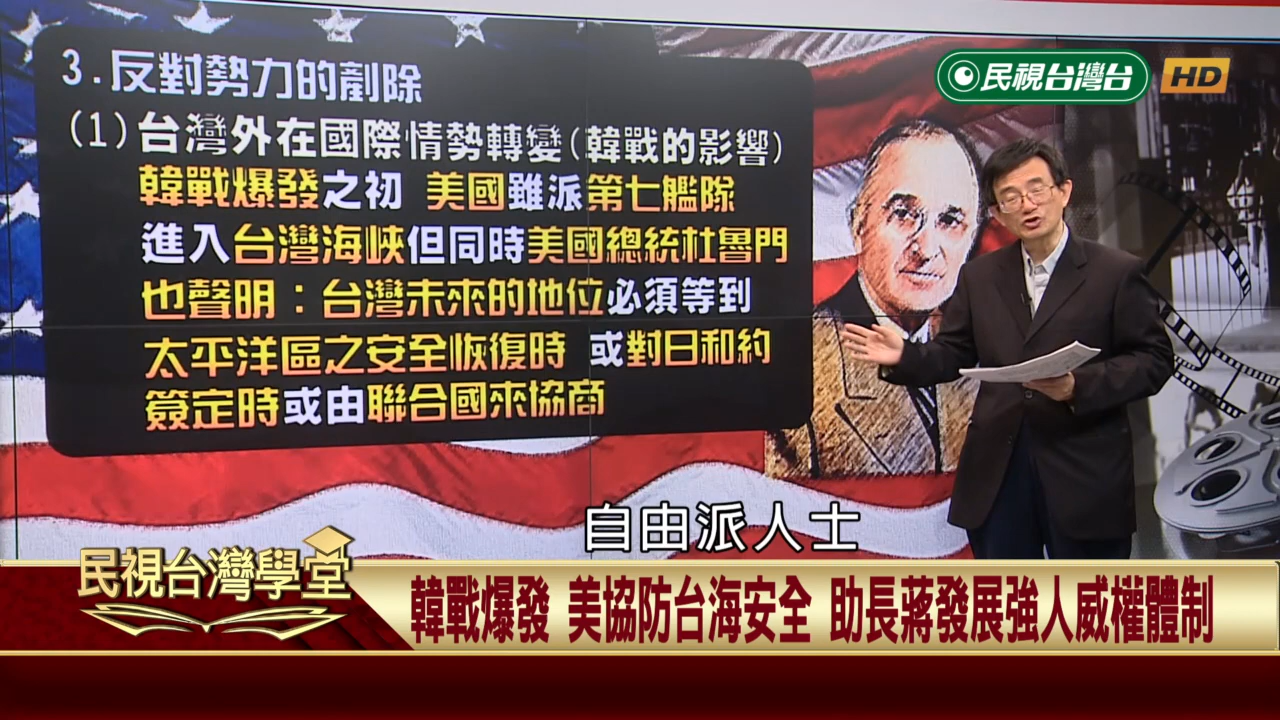 3.反對勢力的剷除
(1)台灣外在國際情勢轉變(韓戰的影響)
韓戰爆發之初 美國雖派第七艦隊
進入台灣海峽但同時美國總統杜魯門
也聲明：台灣未來的地位必須等到
太平洋區之安全恢復時 或對日和約
簽定時或由聯合國來協商
民視台灣台 HD
自由派人士
民視台灣學堂
韓戰爆發 美協防台海安全 助長蔣發展強人威權體制